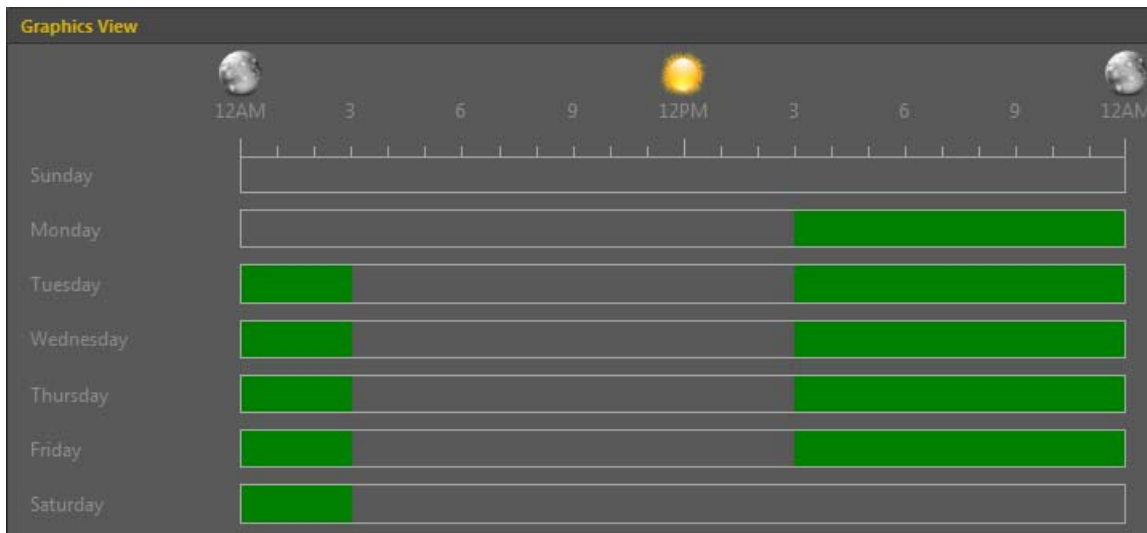 Graphics View
12AM 3 6 9 12PM 3 6 9 12AM
Sunday
Monday
Tuesday
Wednesday
Thursday
Friday
Saturday